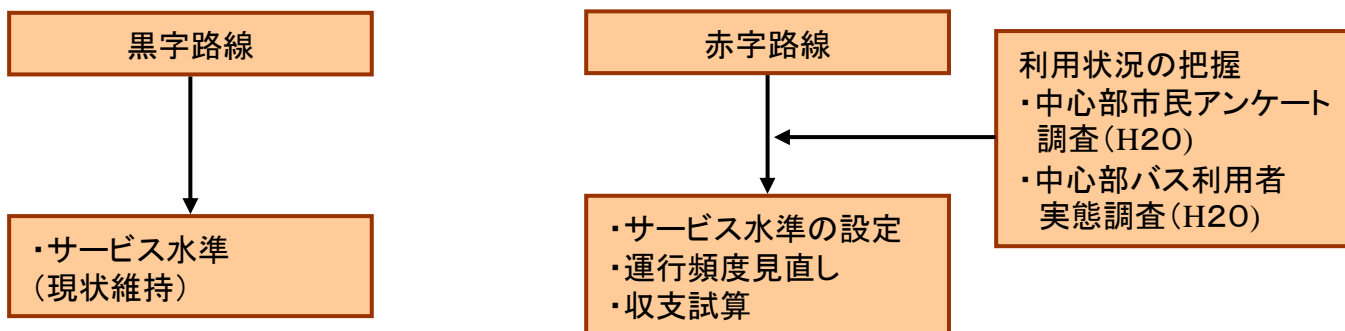 黒字路線
・サービス水準
（現状維持）
赤字路線
・サービス水準の設定
・運行頻度見直し
・収支試算
利用状況の把握
・中心部市民アンケート
調査（H20）
・中心部バス利用者
実態調査（H20）